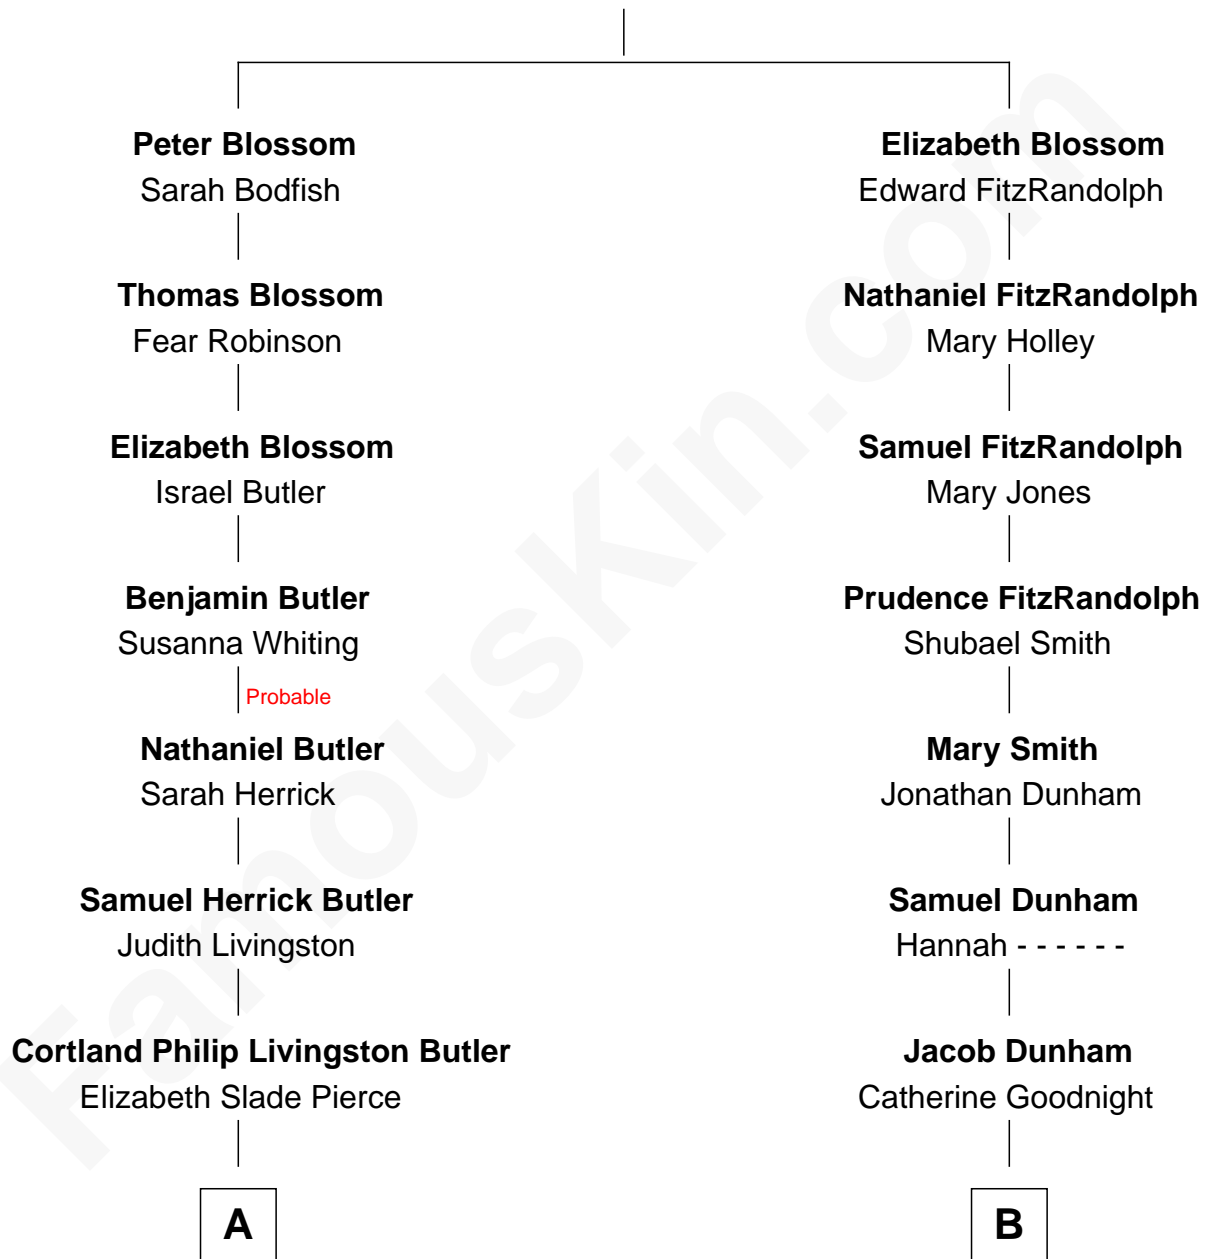 Peter Blossom
Sarah Bodfish
Elizabeth Blossom
Edward FitzRandolph
Thomas Blossom
Fear Robinson
Nathaniel FitzRandolph
Mary Holley
Elizabeth Blossom
Israel Butler
Samuel FitzRandolph
Mary Jones
Benjamin Butler
Susanna Whiting
Prudence FitzRandolph
Shubael Smith
Probable
Nathaniel Butler
Sarah Herrick
Mary Smith
Jonathan Dunham
Samuel Herrick Butler
Judith Livingston
Samuel Dunham
Hannah - - - - - -
Cortland Philip Livingston Butler
Elizabeth Slade Pierce
Jacob Dunham
Catherine Goodnight
A
B
FamousKin.com